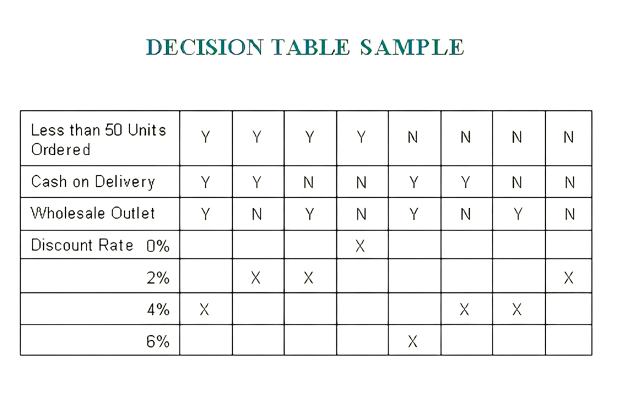 DECISION TABLE SAMPLE
Less than 50 Units Ordered Y Y Y Y N N N N
Cash on Delivery Y Y N N Y Y N N
Wholesale Outlet Y N Y N Y N Y N
Discount Rate 0% X
2% X X X
4% X X X
6% X